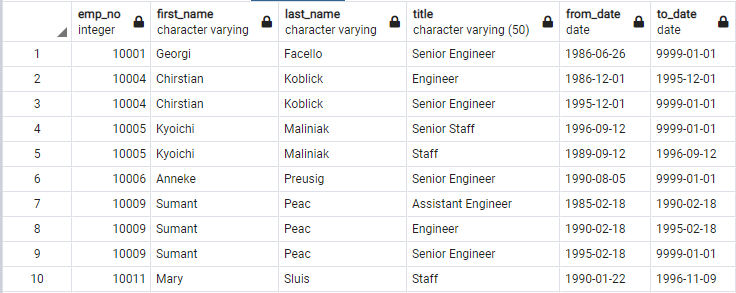 emp_no first_name last_name title from_date to_date
integer character varying character varying character varying (50) date date
1 10001 Georgi Facello Senior Engineer 1986-06-26 9999-01-01
2 10004 Chirstian Koblick Engineer 1986-12-01 1995-12-01
3 10004 Chirstian Koblick Senior Engineer 1995-12-01 9999-01-01
4 10005 Kyoichi Maliniak Senior Staff 1996-09-12 9999-01-01
5 10005 Kyoichi Maliniak Staff 1989-09-12 1996-09-12
6 10006 Anneke Preusig Senior Engineer 1990-08-05 9999-01-01
7 10009 Sumant Peac Assistant Engineer 1985-02-18 1990-02-18
8 10009 Sumant Peac Engineer 1990-02-18 1995-02-18
9 10009 Sumant Peac Senior Engineer 1995-02-18 9999-01-01
10 10011 Mary Sluis Staff 1990-01-22 1996-11-09